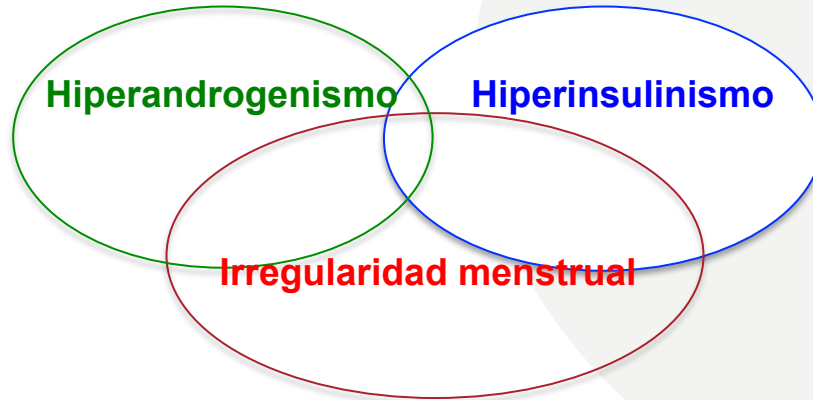 Hiperandrogenismo
Hiperinsulinismo
Irregularidad menstrual